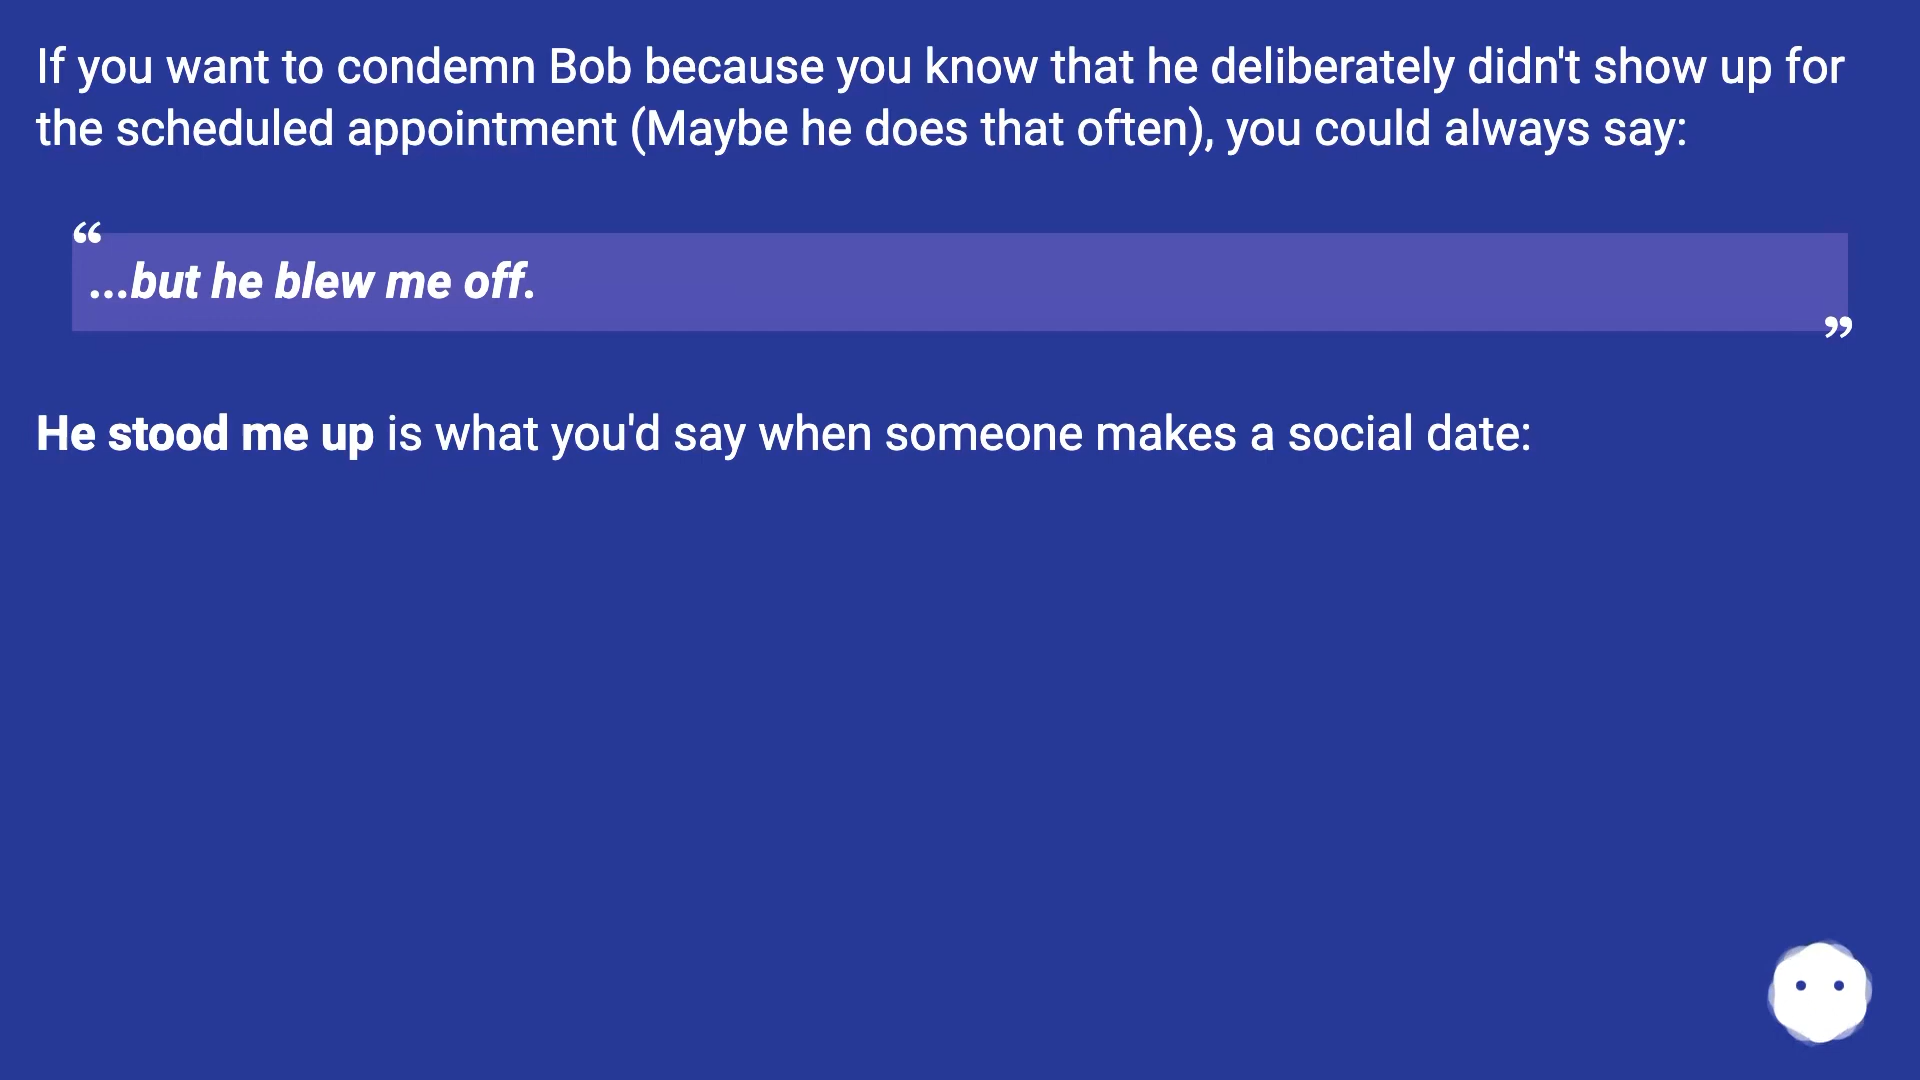 If you want to condemn Bob because you know that he deliberately didn't show up for
the scheduled appointment (Maybe he does that often), you could always say:
“
...but he blew me off.
”
He stood me up is what you'd say when someone makes a social date: